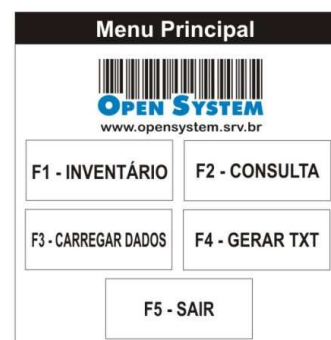 Menu Principal
OPEN SYSTEM
www.opensystem.srv.br
F1 - INVENTÁRIO
F2 - CONSULTA
F3 - CARREGAR DADOS
F4 - GERAR TXT
F5 - SAIR